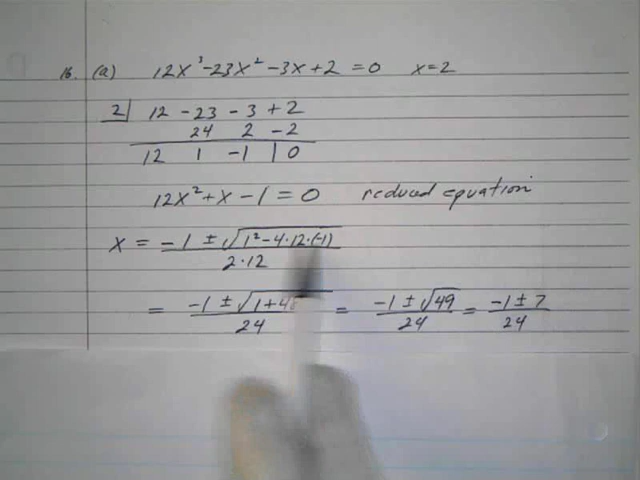 16. (a) 12x³-23x²-3x+2=0 x=2
2| 12 -23 -3 +2
24 2 -2
12 1 -1 | 0
12x²+x-1=0 reduced equation
x = -1 ± √(1²-4·12·(-1)) / 2·12
= -1 ± √(1+4 / 24 = -1 ± √49 / 24 = -1 ± 7 / 24